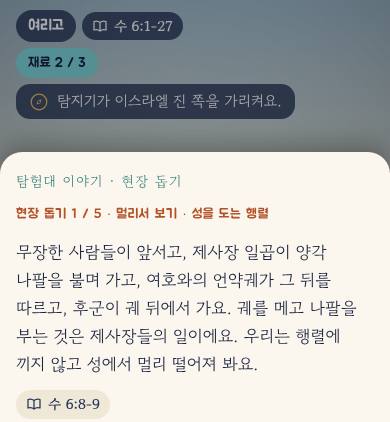 여리고
수 6:1-27
재료 2 / 3
탐지기가 이스라엘 진 쪽을 가리켜요.
탐험대 이야기 · 현장 돕기
현장 돕기 1 / 5 · 멀리서 보기 · 성을 도는 행렬
무장한 사람들이 앞서고, 제사장 일곱이 양각
나팔을 불며 가고, 여호와의 언약궤가 그 뒤를
따르고, 후군이 궤 뒤에서 가요. 궤를 메고 나팔을
부는 것은 제사장들의 일이에요. 우리는 행렬에
끼지 않고 성에서 멀리 떨어져 봐요.
수 6:8-9